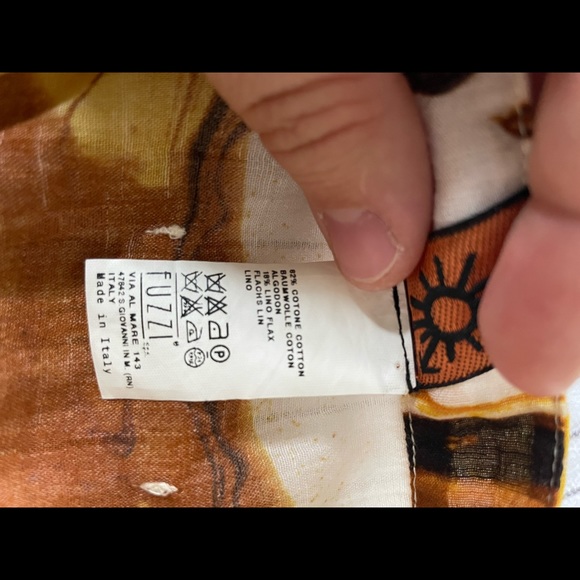 82% COTONE COTTON
BAUMWOLLE COTON
ALGODON
18% LINO FLAX
FLACHS LIN
LINO
P
FUZZI
VIA AL MARE 143
47842 S.GIOVANNI IN M. (RN)
ITALY
Made in Italy